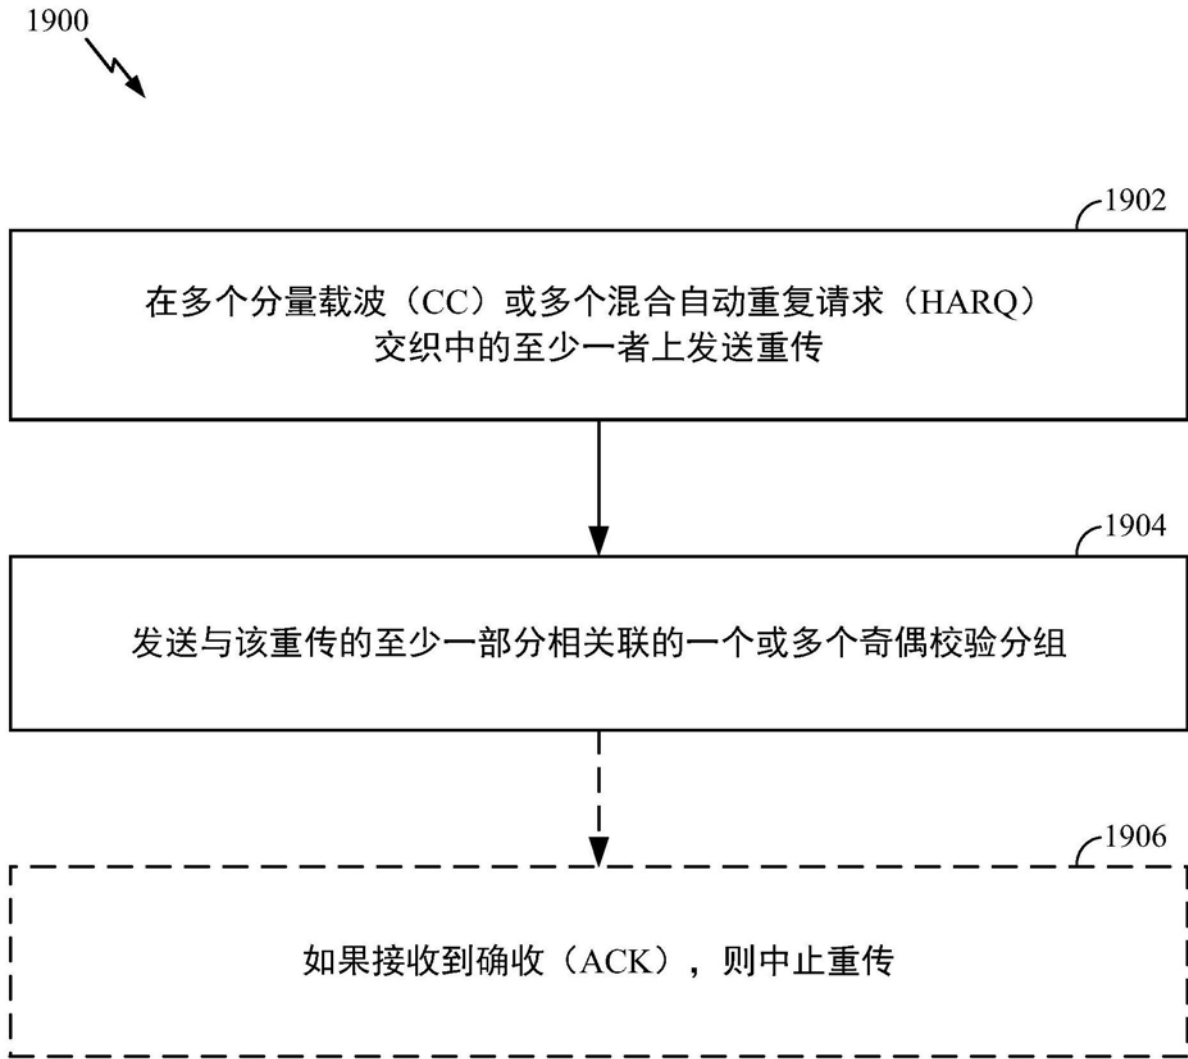 1900
1902
在多个分量载波（CC）或多个混合自动重复请求（HARQ）
交织中的至少一者上发送重传
1904
发送与该重传的至少一部分相关联的一个或多个奇偶校验分组
1906
如果接收到确收（ACK），则中止重传